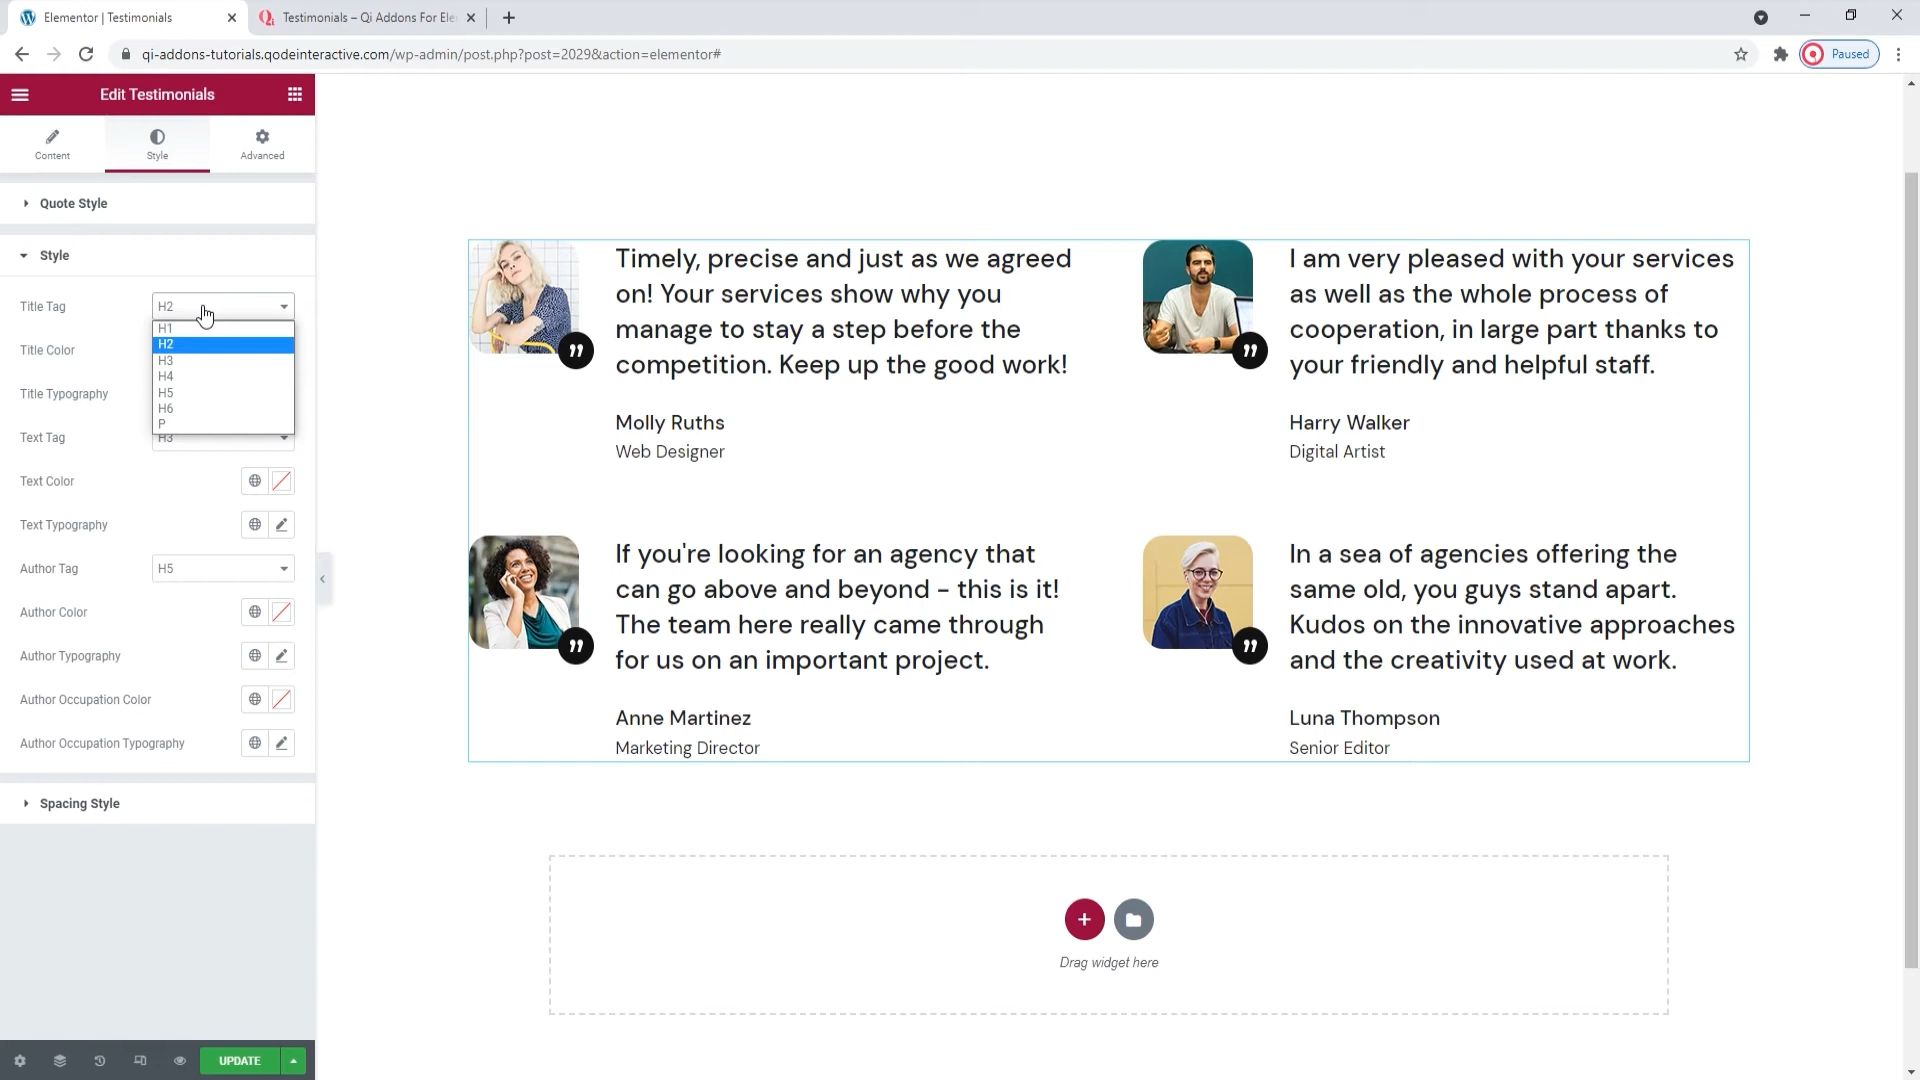 Elementor | Testimonials
Testimonials – Qi Addons For Ele
qi-addons-tutorials.qodeinteractive.com/wp-admin/post.php?post=2029&action=elementor#
Paused
Edit Testimonials
Content
Style
Advanced
Quote Style
Style
Title Tag
H2
H1
H2
H3
H4
H5
H6
P
Title Color
Title Typography
Text Tag
H3
Text Color
Text Typography
Author Tag
H5
Author Color
Author Typography
Author Occupation Color
Author Occupation Typography
Spacing Style
UPDATE
Timely, precise and just as we agreed
on! Your services show why you
manage to stay a step before the
competition. Keep up the good work!
Molly Ruths
Web Designer
I am very pleased with your services
as well as the whole process of
cooperation, in large part thanks to
your friendly and helpful staff.
Harry Walker
Digital Artist
If you're looking for an agency that
can go above and beyond – this is it!
The team here really came through
for us on an important project.
Anne Martinez
Marketing Director
In a sea of agencies offering the
same old, you guys stand apart.
Kudos on the innovative approaches
and the creativity used at work.
Luna Thompson
Senior Editor
Drag widget here